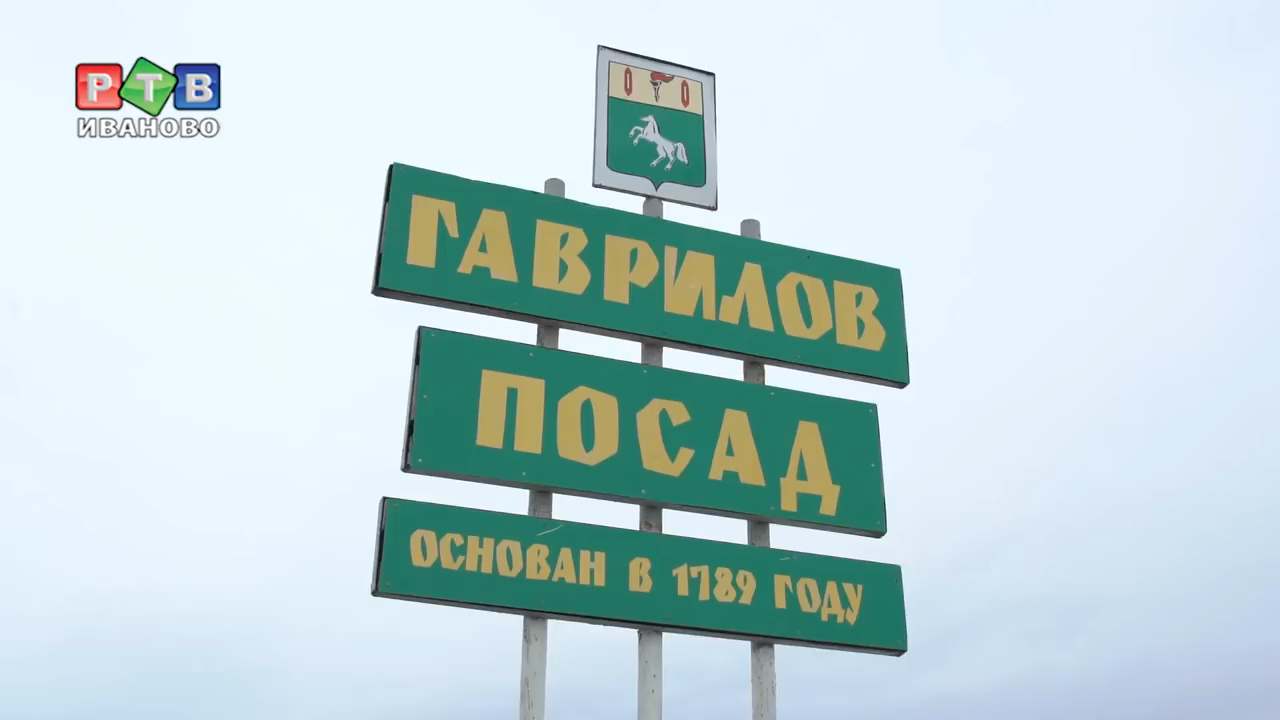 РТВ
ИВАНОВО
ГАВРИЛОВ
ПОСАД
ОСНОВАН В 1789 ГОДУ